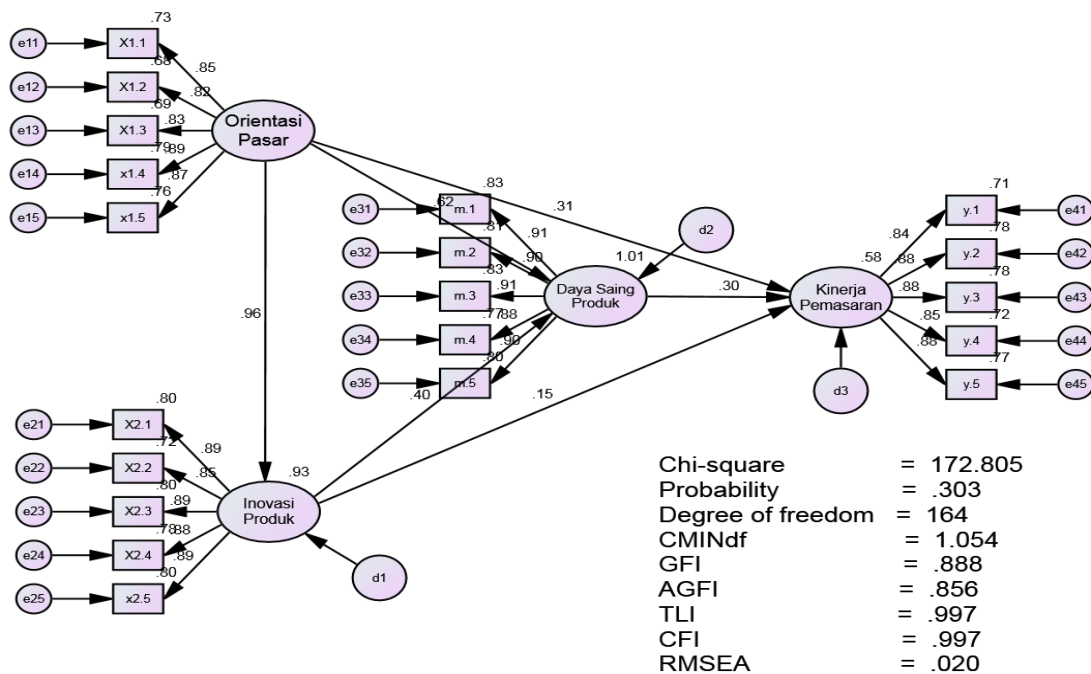 .73
e11
X1.1
.85
.68
e12
X1.2
.82
.69
e13
X1.3
.83
.79
e14
x1.4
.89
.76
e15
x1.5
.87
Orientasi
Pasar
.62
.31
.96
.83
e31
m.1
.91
.81
e32
m.2
.90
.83
e33
m.3
.91
.77
e34
m.4
.88
.80
e35
m.5
.90
Daya Saing
Produk
1.01
d2
.30
.40
.15
.58
Kinerja
Pemasaran
d3
.71
y.1
e41
.84
.78
y.2
e42
.88
.78
y.3
e43
.88
.72
y.4
e44
.85
.77
y.5
e45
.88
.80
e21
X2.1
.89
.72
e22
X2.2
.85
.80
e23
X2.3
.89
.78
e24
X2.4
.88
.80
e25
x2.5
.89
.93
Inovasi
Produk
d1
Chi-square = 172.805
Probability = .303
Degree of freedom = 164
CMINdf = 1.054
GFI = .888
AGFI = .856
TLI = .997
CFI = .997
RMSEA = .020